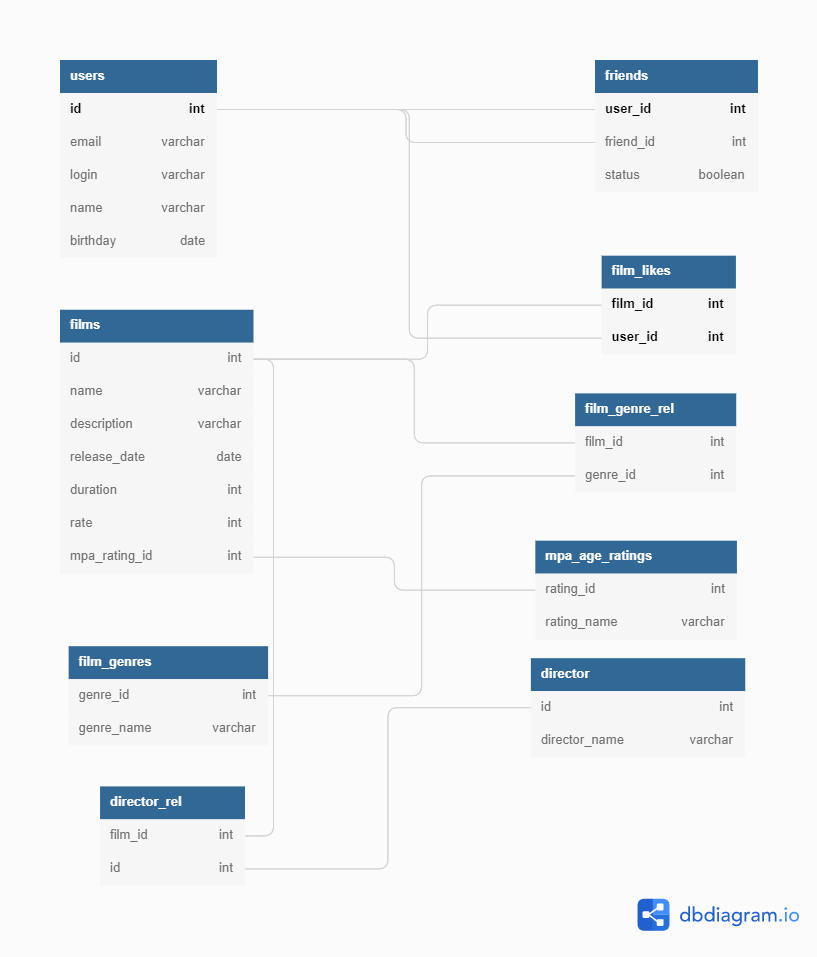 users
id int
email varchar
login varchar
name varchar
birthday date
friends
user_id int
friend_id int
status boolean
film_likes
film_id int
user_id int
films
id int
name varchar
description varchar
release_date date
duration int
rate int
mpa_rating_id int
film_genre_rel
film_id int
genre_id int
mpa_age_ratings
rating_id int
rating_name varchar
film_genres
genre_id int
genre_name varchar
director
id int
director_name varchar
director_rel
film_id int
id int
dbdiagram.io